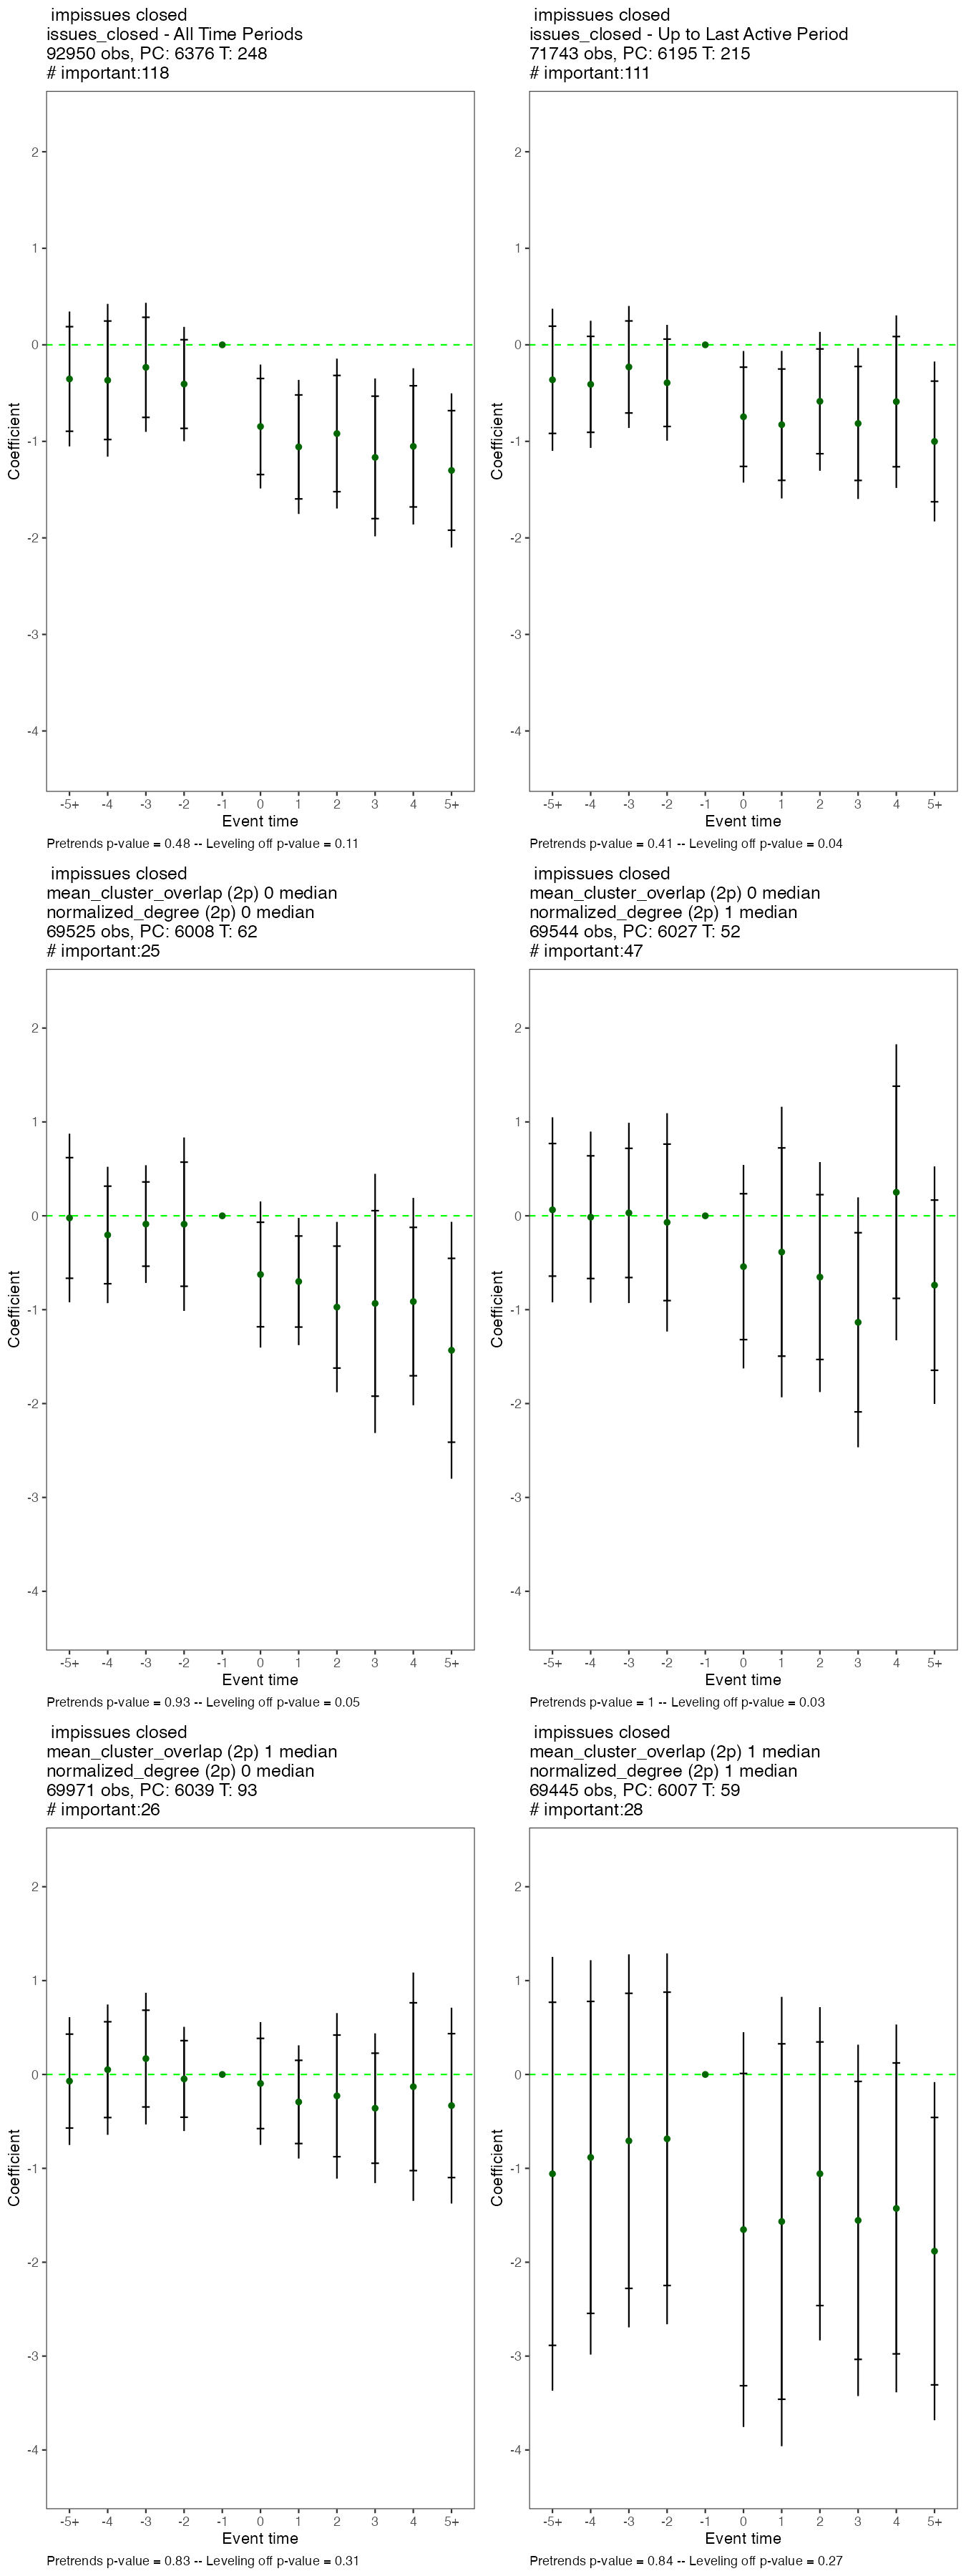 impissues closed
issues_closed - All Time Periods
92950 obs, PC: 6376 T: 248
# important:118
2
1
0
-1
-2
-3
-4
Coefficient
-5+ -4 -3 -2 -1 0 1 2 3 4 5+
Event time
Pretrends p-value = 0.48 -- Leveling off p-value = 0.11
impissues closed
issues_closed - Up to Last Active Period
71743 obs, PC: 6195 T: 215
# important:111
2
1
0
-1
-2
-3
-4
Coefficient
-5+ -4 -3 -2 -1 0 1 2 3 4 5+
Event time
Pretrends p-value = 0.41 -- Leveling off p-value = 0.04
impissues closed
mean_cluster_overlap (2p) 0 median
normalized_degree (2p) 0 median
69525 obs, PC: 6008 T: 62
# important:25
2
1
0
-1
-2
-3
-4
Coefficient
-5+ -4 -3 -2 -1 0 1 2 3 4 5+
Event time
Pretrends p-value = 0.93 -- Leveling off p-value = 0.05
impissues closed
mean_cluster_overlap (2p) 0 median
normalized_degree (2p) 1 median
69544 obs, PC: 6027 T: 52
# important:47
2
1
0
-1
-2
-3
-4
Coefficient
-5+ -4 -3 -2 -1 0 1 2 3 4 5+
Event time
Pretrends p-value = 1 -- Leveling off p-value = 0.03
impissues closed
mean_cluster_overlap (2p) 1 median
normalized_degree (2p) 0 median
69971 obs, PC: 6039 T: 93
# important:26
2
1
0
-1
-2
-3
-4
Coefficient
-5+ -4 -3 -2 -1 0 1 2 3 4 5+
Event time
Pretrends p-value = 0.83 -- Leveling off p-value = 0.31
impissues closed
mean_cluster_overlap (2p) 1 median
normalized_degree (2p) 1 median
69445 obs, PC: 6007 T: 59
# important:28
2
1
0
-1
-2
-3
-4
Coefficient
-5+ -4 -3 -2 -1 0 1 2 3 4 5+
Event time
Pretrends p-value = 0.84 -- Leveling off p-value = 0.27